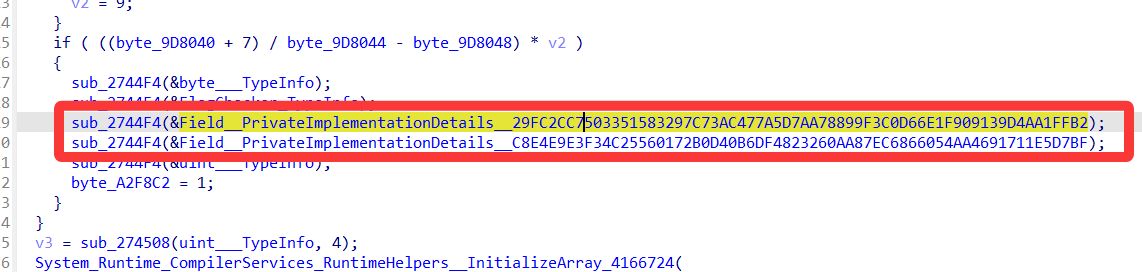 3 v2 = 9;
4 }
5 if ( ((byte_9D8040 + 7) / byte_9D8044 - byte_9D8048) * v2 )
6 {
7 sub_2744F4(&byte___TypeInfo);
8 sub_2744F4(&FlagChecker_TypeInfo);
9 sub_2744F4(&Field__PrivateImplementationDetails__29FC2CC7503351583297C73AC477A5D7AA78899F3C0D66E1F909139D4AA1FFB2);
0 sub_2744F4(&Field__PrivateImplementationDetails__C8E4E9E3F34C25560172B0D40B6DF4823260AA87EC6866054AA4691711E5D7BF);
1 sub_2744F4(&uint___TypeInfo);
2 byte_A2F8C2 = 1;
3 }
4 }
5 v3 = sub_274508(uint___TypeInfo, 4);
6 System_Runtime_CompilerServices_RuntimeHelpers__InitializeArray_4166724(